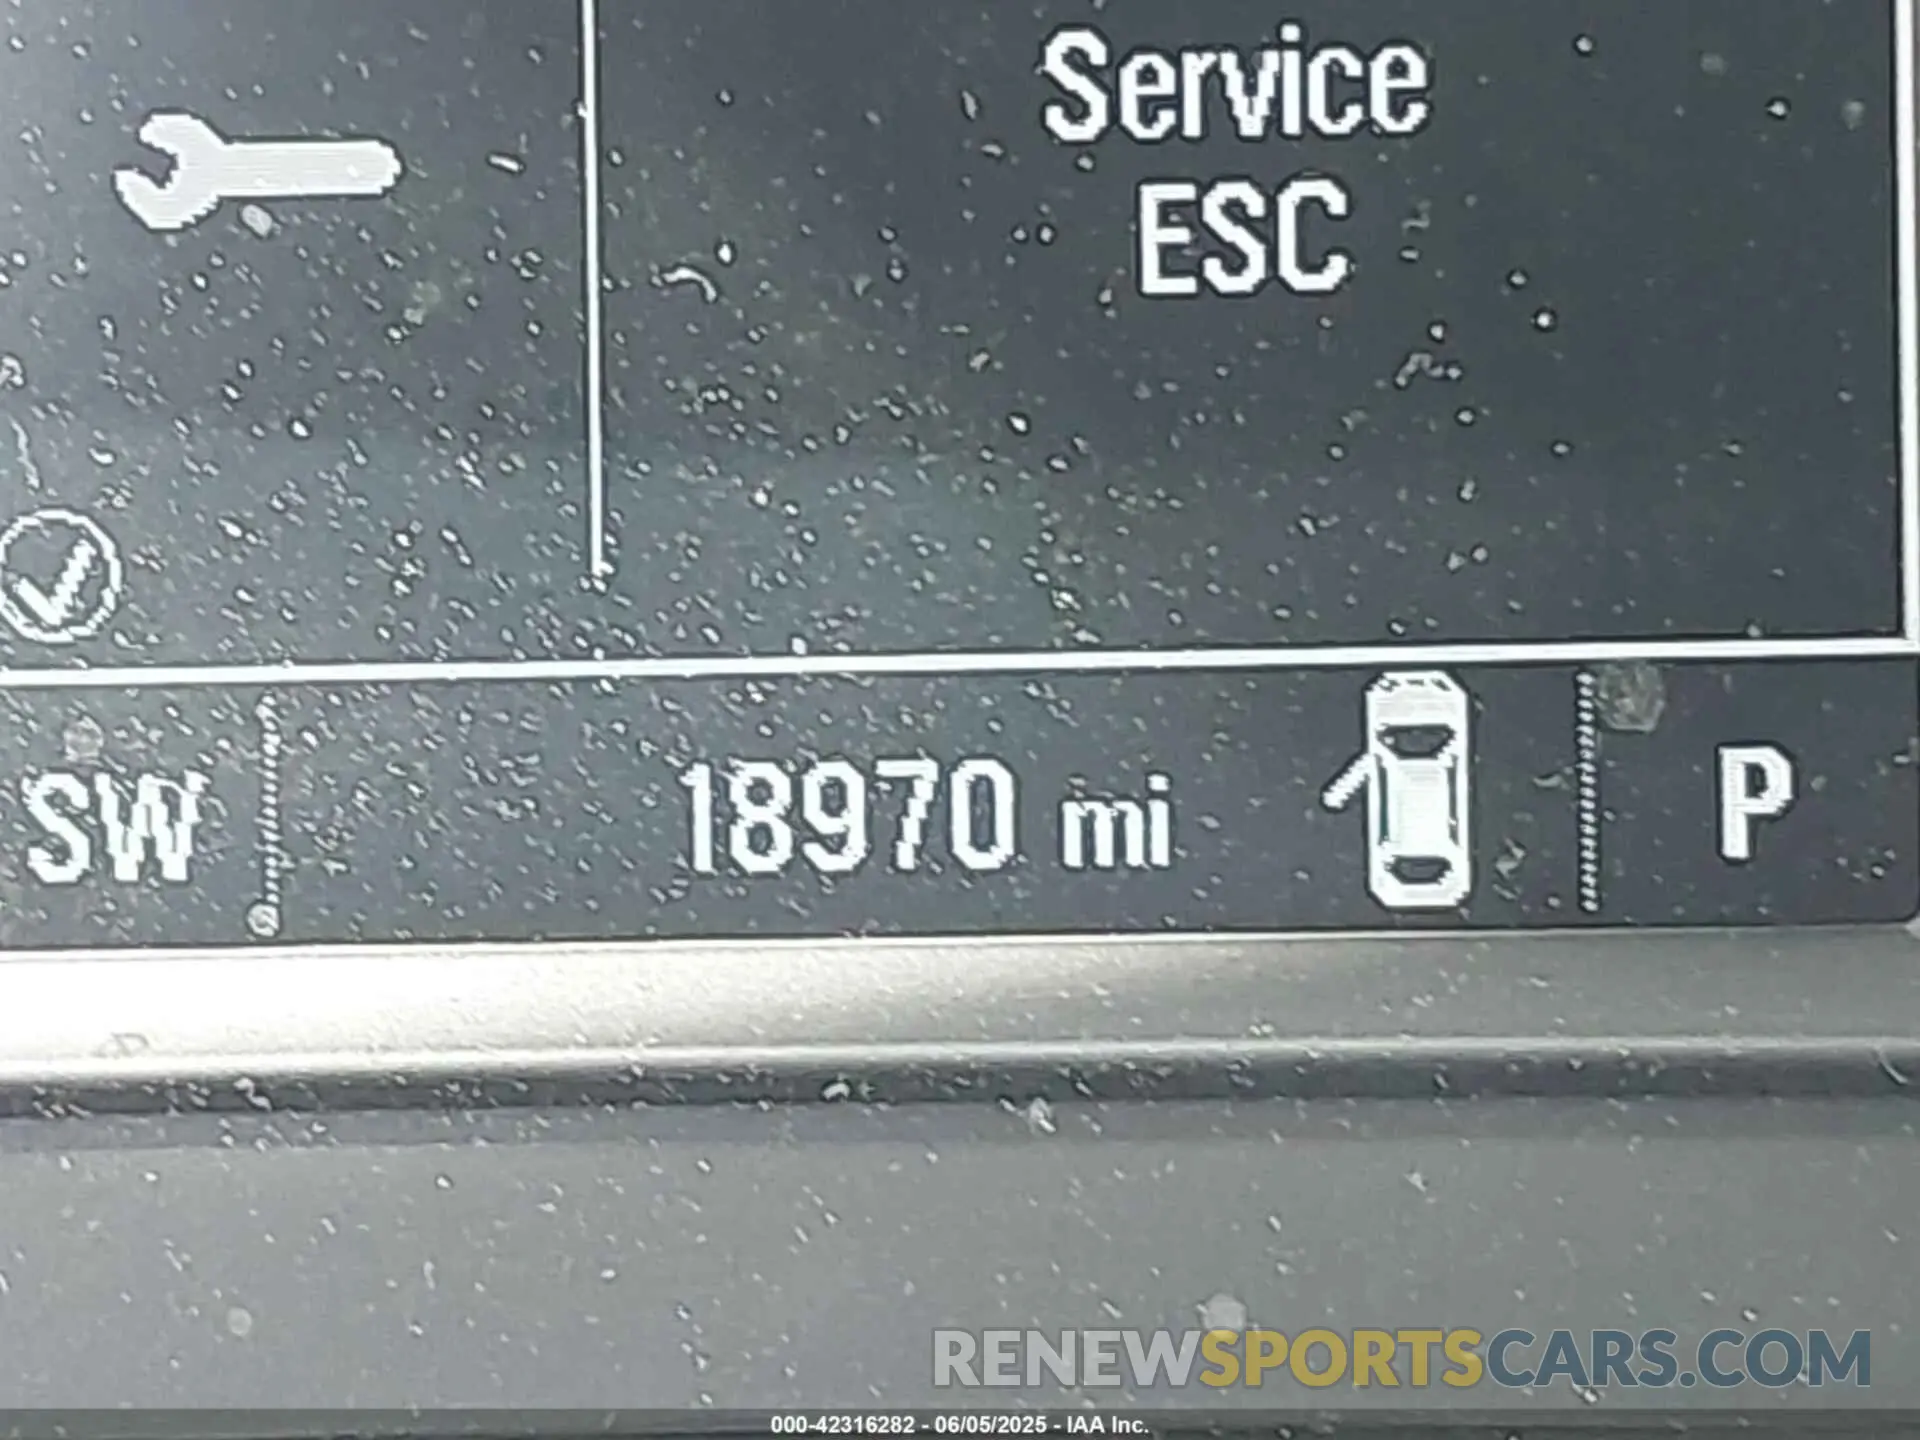 Service
ESC
SW 18970 mi P
RENEWSPORTSCARS.COM
000-42316282 - 06/05/2025 - IAA Inc.